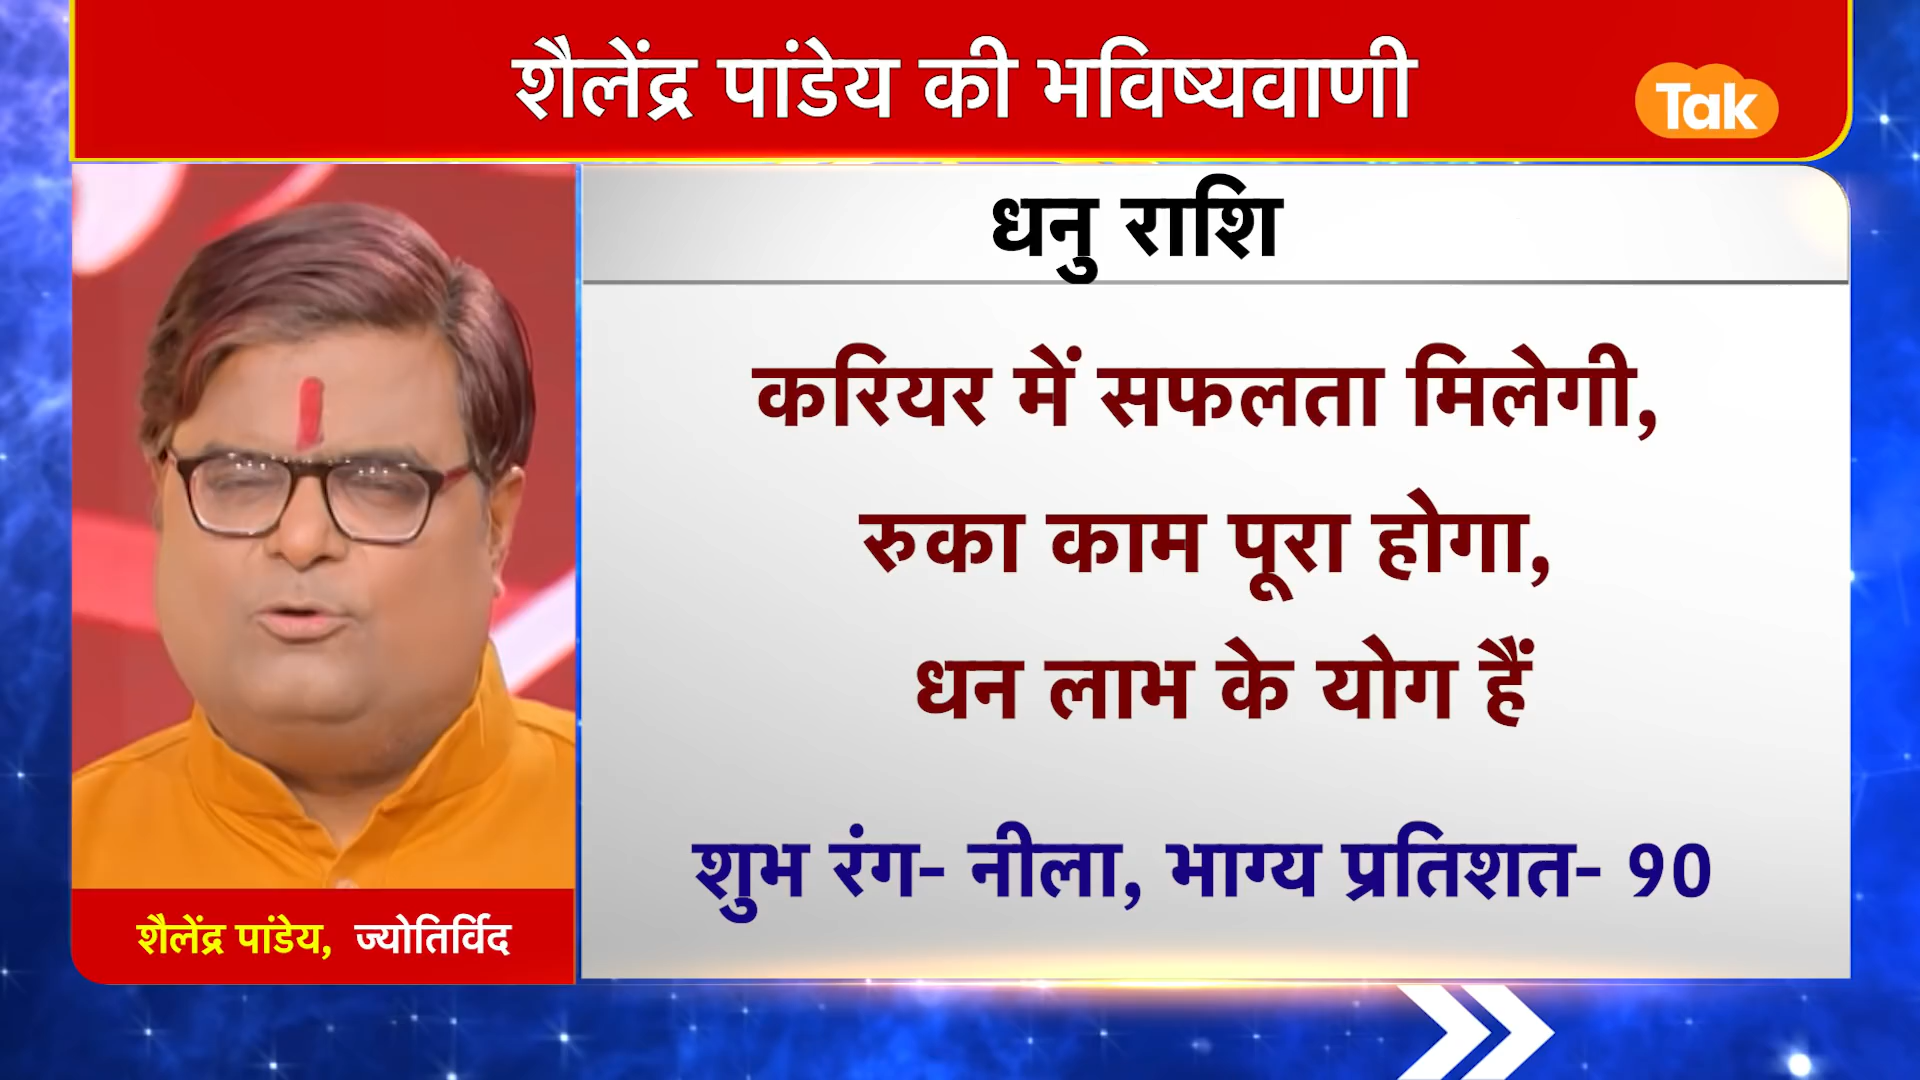 शैलेंद्र पांडेय की भविष्यवाणी
Tak
धनु राशि
करियर में सफलता मिलेगी,
रुका काम पूरा होगा,
धन लाभ के योग हैं
शुभ रंग- नीला, भाग्य प्रतिशत- 90
शैलेंद्र पांडेय, ज्योतिर्विद